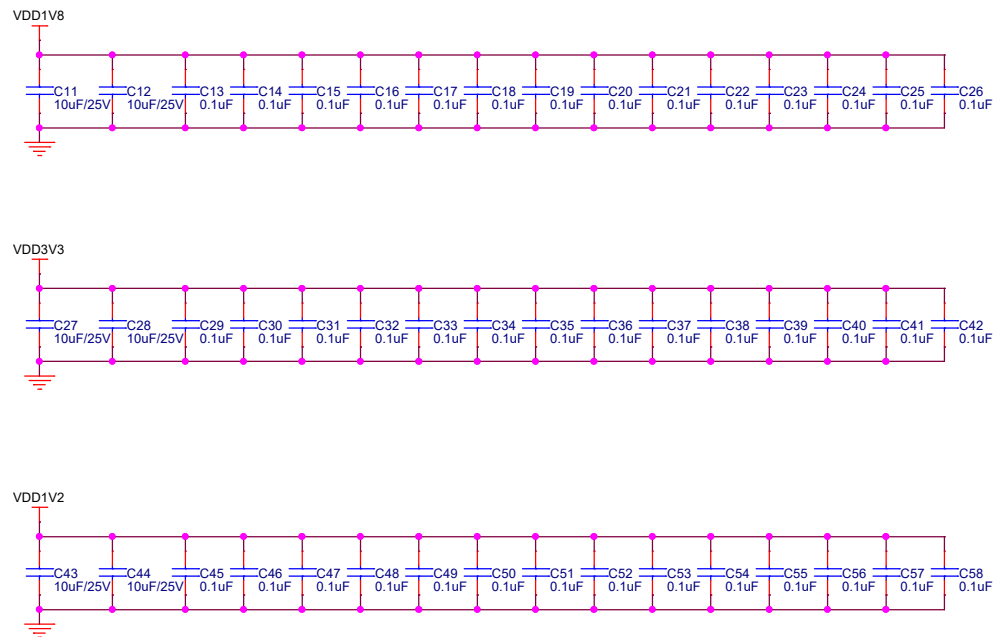 VDD1V8
C11 C12 C13 C14 C15 C16 C17 C18 C19 C20 C21 C22 C23 C24 C25 C26
10uF/25V 10uF/25V 0.1uF 0.1uF 0.1uF 0.1uF 0.1uF 0.1uF 0.1uF 0.1uF 0.1uF 0.1uF 0.1uF 0.1uF 0.1uF 0.1uF
VDD3V3
C27 C28 C29 C30 C31 C32 C33 C34 C35 C36 C37 C38 C39 C40 C41 C42
10uF/25V 10uF/25V 0.1uF 0.1uF 0.1uF 0.1uF 0.1uF 0.1uF 0.1uF 0.1uF 0.1uF 0.1uF 0.1uF 0.1uF 0.1uF 0.1uF
VDD1V2
C43 C44 C45 C46 C47 C48 C49 C50 C51 C52 C53 C54 C55 C56 C57 C58
10uF/25V 10uF/25V 0.1uF 0.1uF 0.1uF 0.1uF 0.1uF 0.1uF 0.1uF 0.1uF 0.1uF 0.1uF 0.1uF 0.1uF 0.1uF 0.1uF